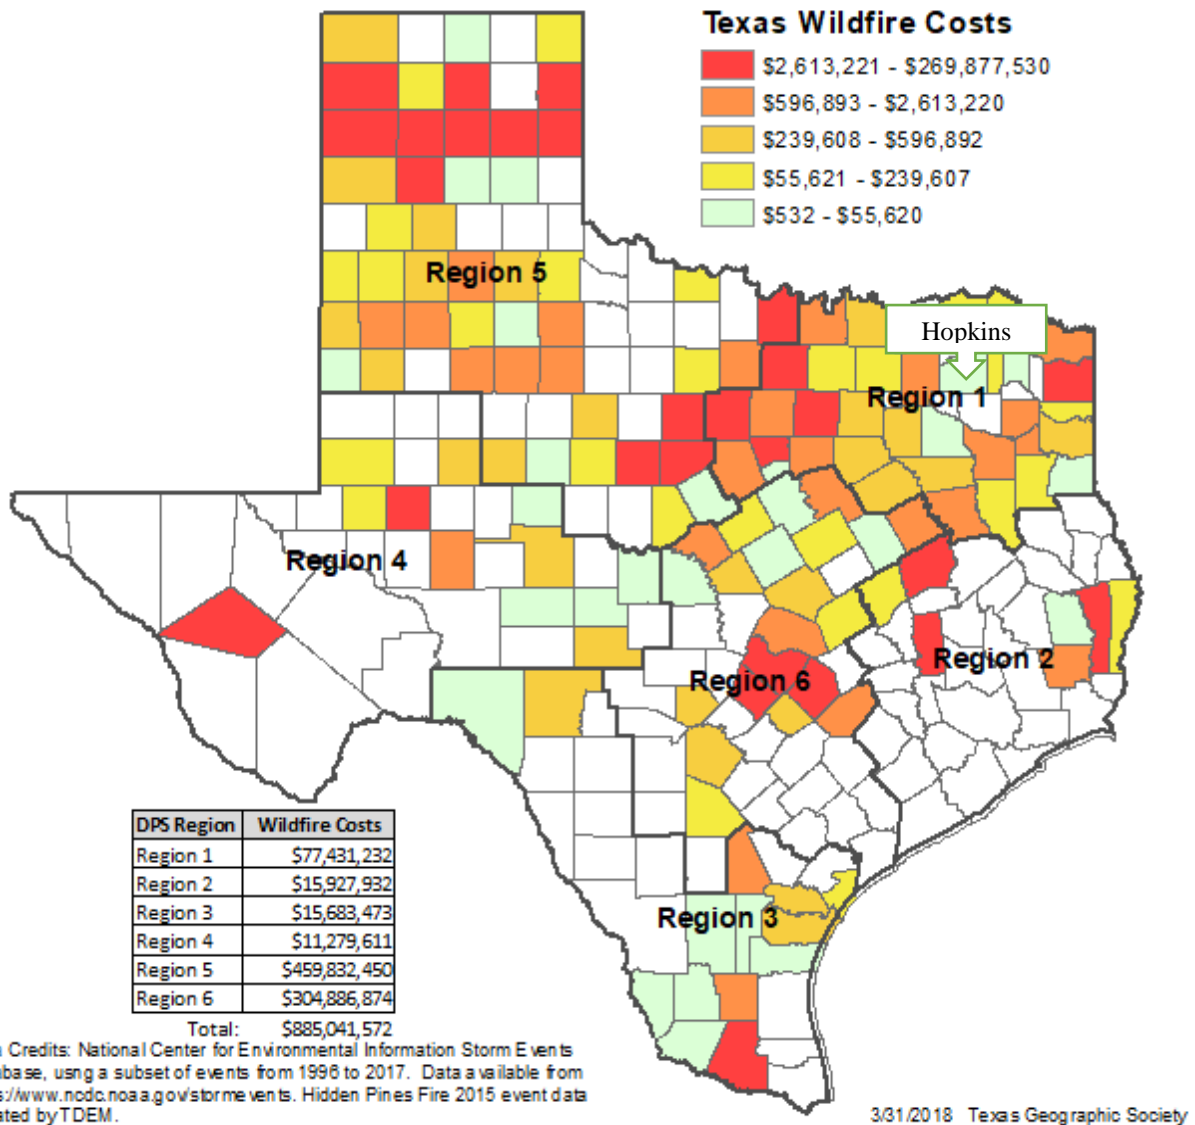 Texas Wildfire Costs
$2,613,221 - $269,877,530
$596,893 - $2,613,220
$239,608 - $596,892
$55,621 - $239,607
$532 - $55,620
Region 5
Hopkins
Region 1
Region 4
Region 2
Region 6
Region 3
DPS Region Wildfire Costs
Region 1 $77,431,232
Region 2 $15,927,932
Region 3 $15,683,473
Region 4 $11,279,611
Region 5 $459,832,450
Region 6 $304,886,874
Total: $885,041,572
Credits: National Center for Environmental Information Storm Events
base, usng a subset of events from 1996 to 2017. Data available from
s://www.ncdc.noaa.gov/stormevents. Hidden Pines Fire 2015 event data
ated by TDEM.
3/31/2018 Texas Geographic Society